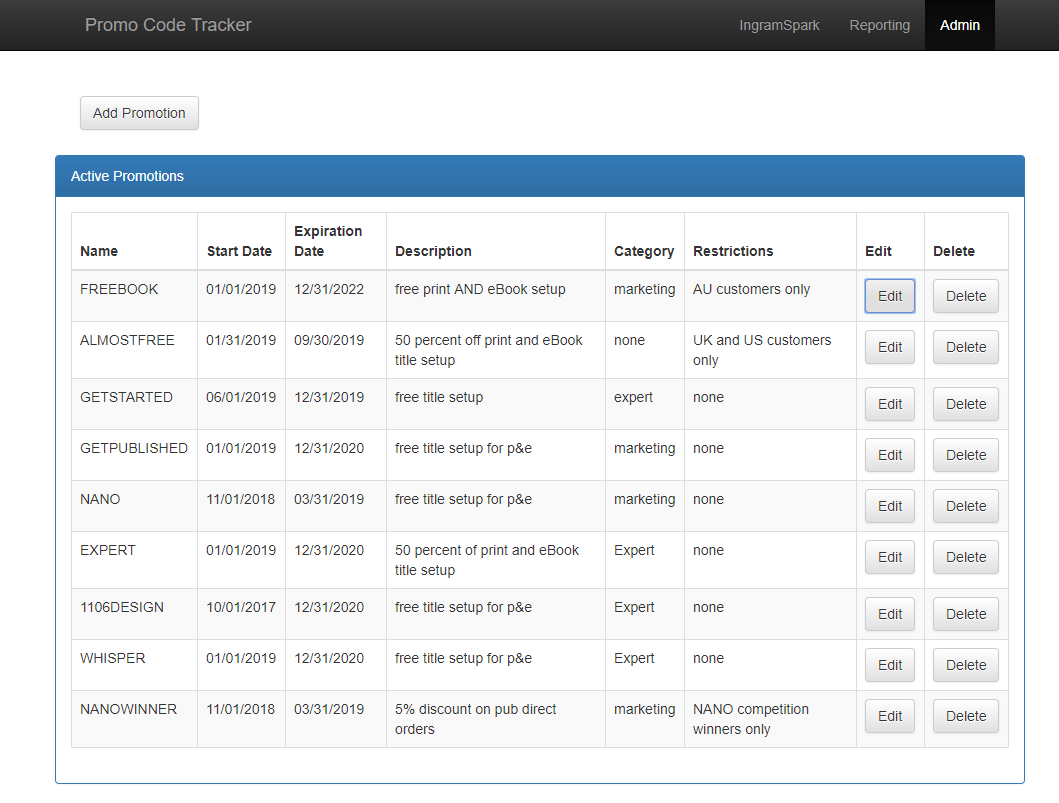 Promo Code Tracker IngramSpark Reporting Admin
Add Promotion
Active Promotions
Name Start Date Expiration Date Description Category Restrictions Edit Delete
FREEBOOK 01/01/2019 12/31/2022 free print AND eBook setup marketing AU customers only Edit Delete
ALMOSTFREE 01/31/2019 09/30/2019 50 percent off print and eBook none UK and US customers Edit Delete
title setup only
GETSTARTED 06/01/2019 12/31/2019 free title setup expert none Edit Delete
GETPUBLISHED 01/01/2019 12/31/2020 free title setup for p&e marketing none Edit Delete
NANO 11/01/2018 03/31/2019 free title setup for p&e marketing none Edit Delete
EXPERT 01/01/2019 12/31/2020 50 percent of print and eBook Expert none Edit Delete
title setup
1106DESIGN 10/01/2017 12/31/2020 free title setup for p&e Expert none Edit Delete
WHISPER 01/01/2019 12/31/2020 free title setup for p&e Expert none Edit Delete
NANOWINNER 11/01/2018 03/31/2019 5% discount on pub direct marketing NANO competition Edit Delete
orders winners only